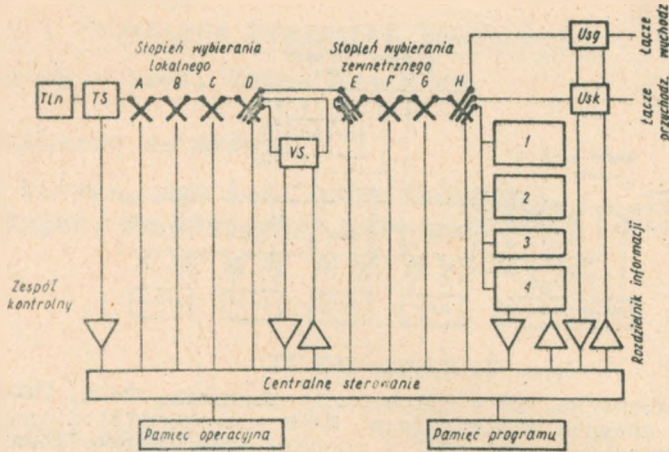 Stopień wybierania
lokalnego
Stopień wybierania
zewnętrznego
Usg
Łącze wychodz
Tln
TS
A
B
C
D
E
F
G
H
Usk
Łącze przychodz
VS.
1
2
3
4
Rozdzielnik informacji
Zespół
kontrolny
Centralne sterowanie
Pamięć operacyjna
Pamięć programu